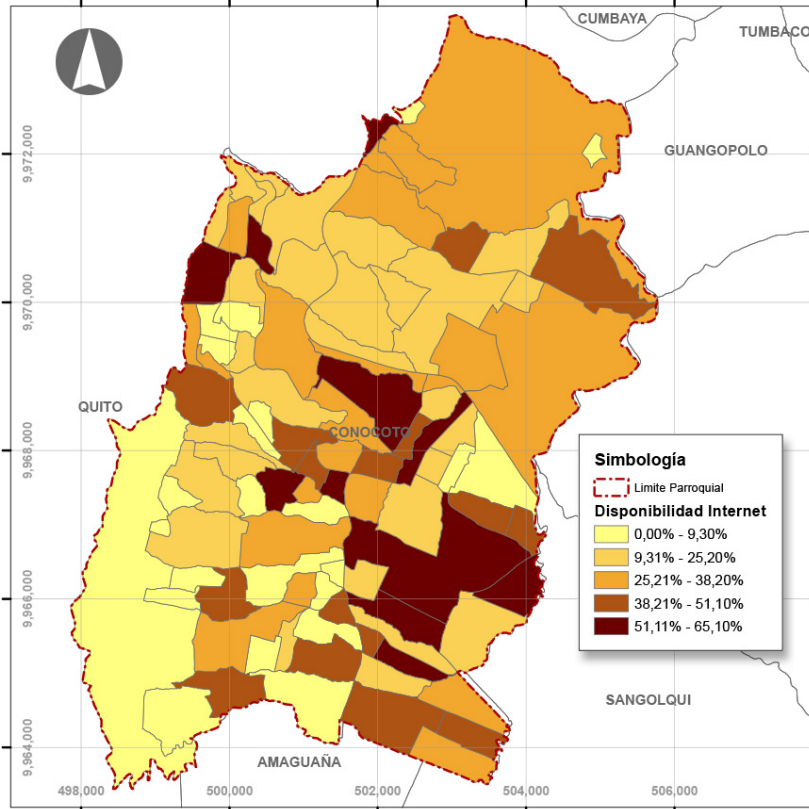 CUMBAYA
TUMBACO
9,972,000
GUANGOPOLO
9,970,000
QUITO
CONOCOTO
9,968,000
Simbología
Limite Parroquial
Disponibilidad Internet
0,00% - 9,30%
9,31% - 25,20%
25,21% - 38,20%
38,21% - 51,10%
51,11% - 65,10%
9,966,000
SANGOLQUI
9,964,000
AMAGUAÑA
498,000
500,000
502,000
504,000
506,000